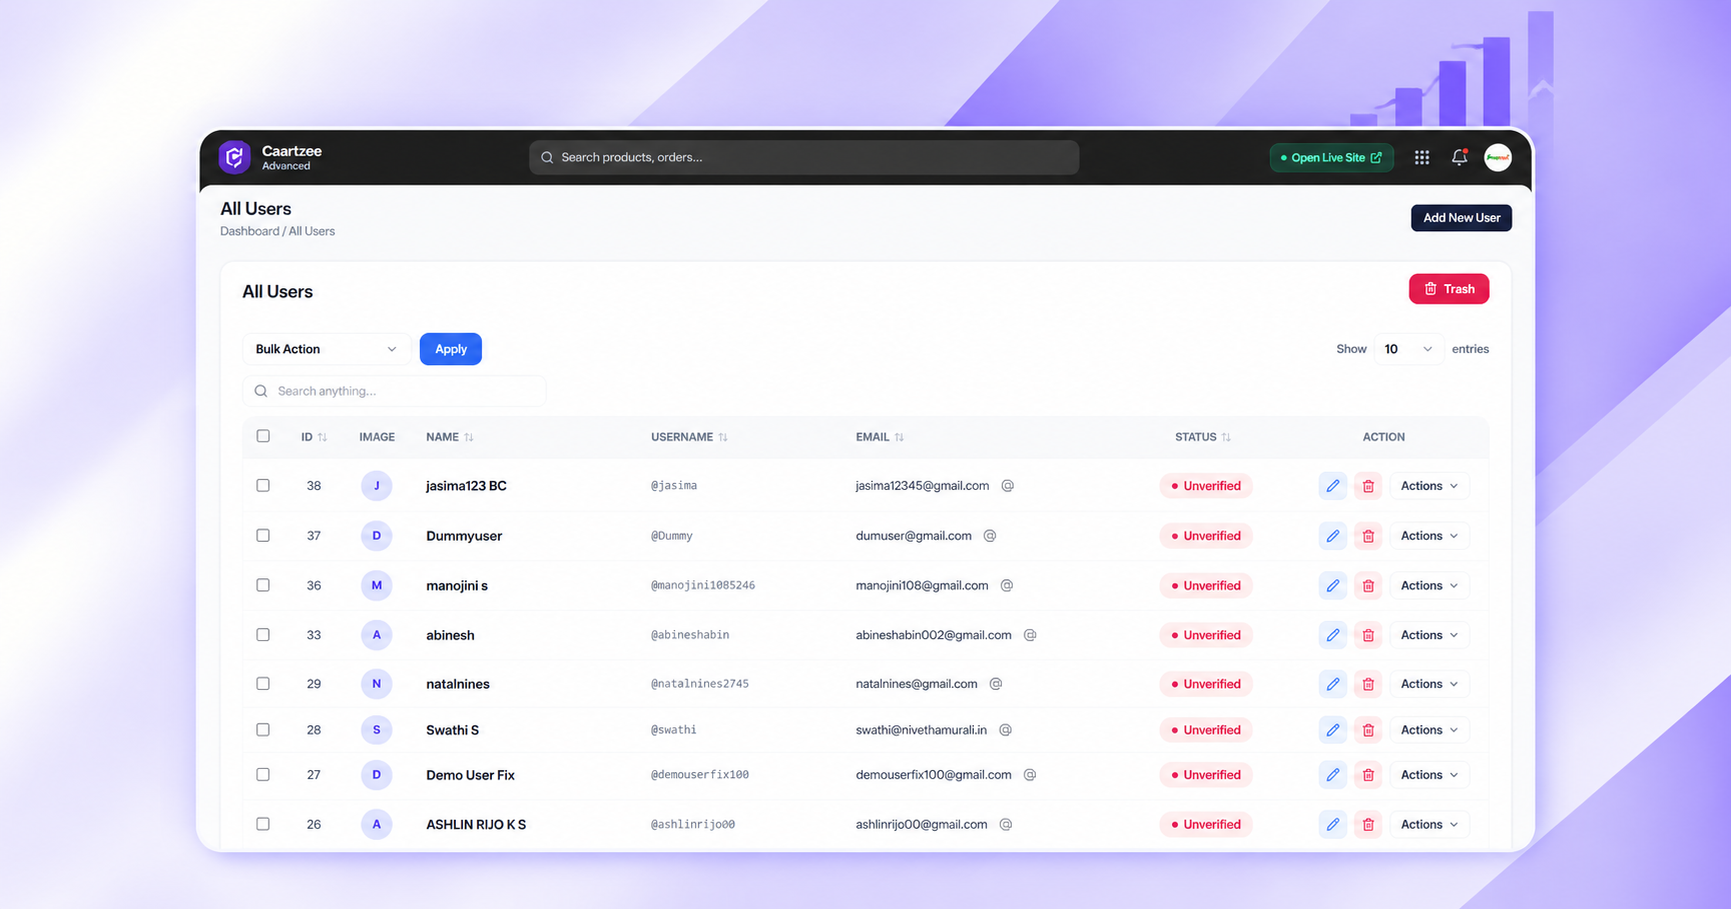 Caartzee
Advanced
Search products, orders...
Open Live Site
All Users
Dashboard / All Users
Add New User
All Users
Trash
Bulk Action
Apply
Show 10 entries
Search anything...
ID IMAGE NAME USERNAME EMAIL STATUS ACTION
38 J jasima123 BC @jasima jasima12345@gmail.com Unverified Actions
37 D Dummyuser @Dummy dumuser@gmail.com Unverified Actions
36 M manojini s @manojini1085246 manojini108@gmail.com Unverified Actions
33 A abinesh @abineshabin abineshabin002@gmail.com Unverified Actions
29 N natalnines @natalnines2745 natalnines@gmail.com Unverified Actions
28 S Swathi S @swathi swathi@nivethamurali.in Unverified Actions
27 D Demo User Fix @demouserfix100 demouserfix100@gmail.com Unverified Actions
26 A ASHLIN RIJO K S @ashlinrijo00 ashlinrijo00@gmail.com Unverified Actions